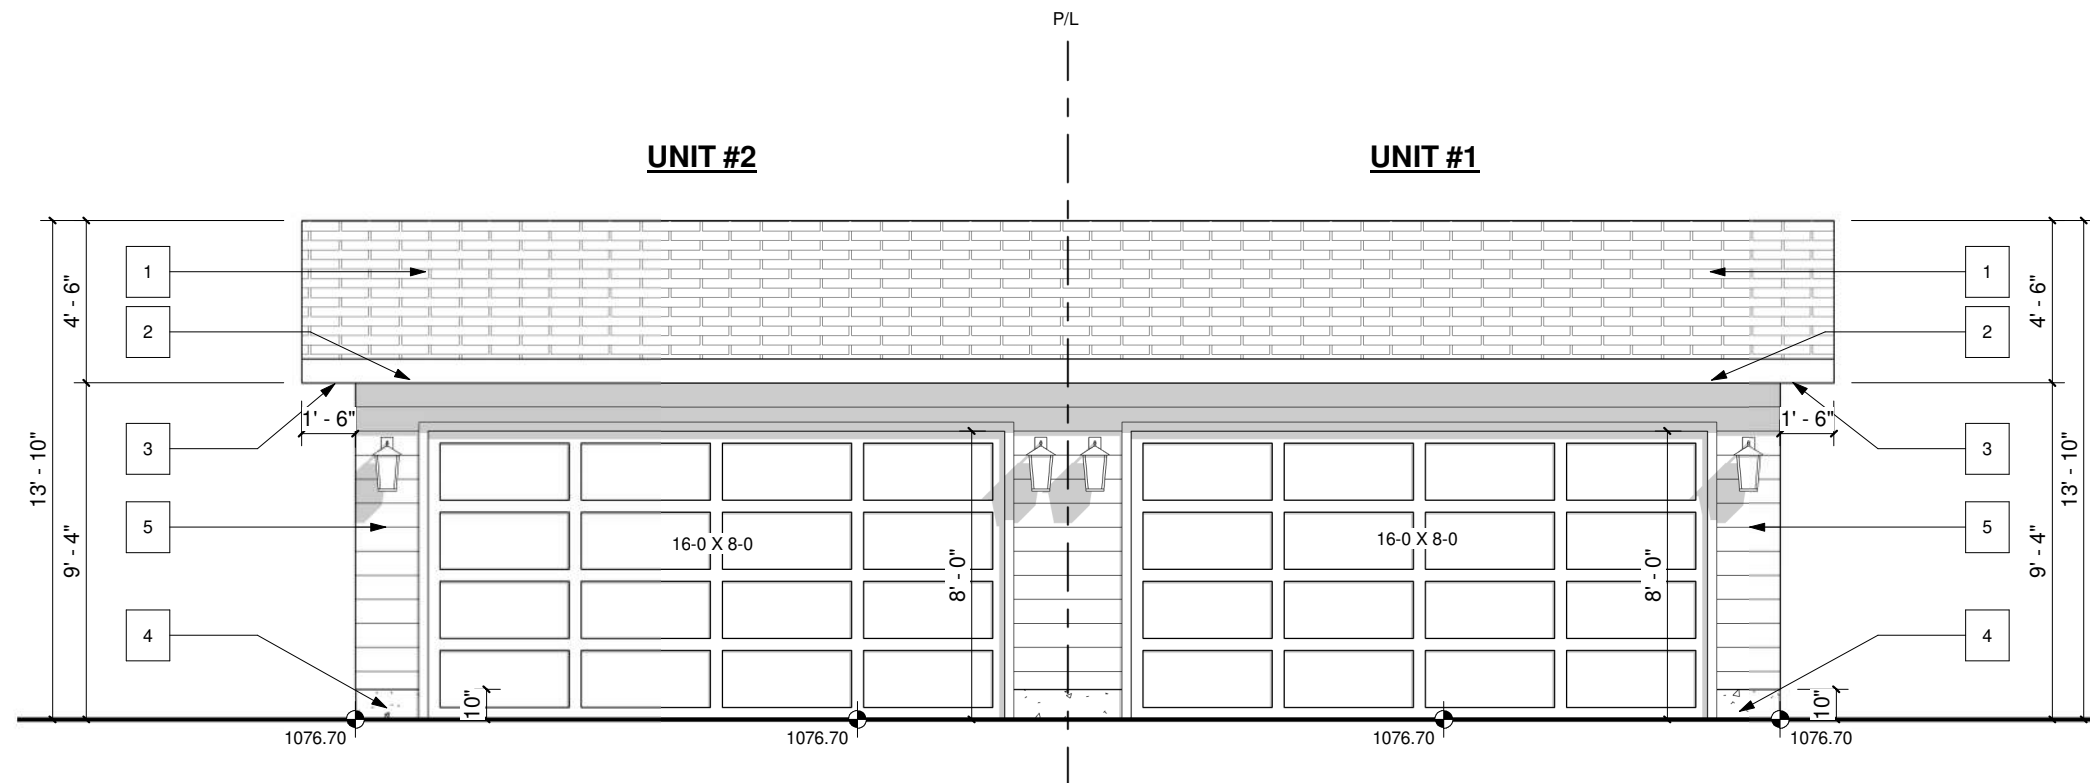 P/L
UNIT #2
UNIT #1
1
1
4' - 6"
4' - 6"
2
2
1' - 6"
1' - 6"
3
3
13' - 10"
13' - 10"
5
5
16-0 X 8-0
16-0 X 8-0
9' - 4"
9' - 4"
8' - 0"
8' - 0"
4
4
10"
10"
1076.70
1076.70
1076.70
1076.70